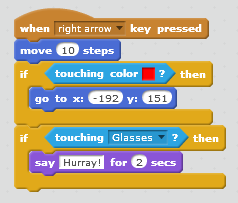 when right arrow key pressed
move 10 steps
if touching color ? then
go to x: -192 y: 151
if touching Glasses ? then
say Hurray! for 2 secs